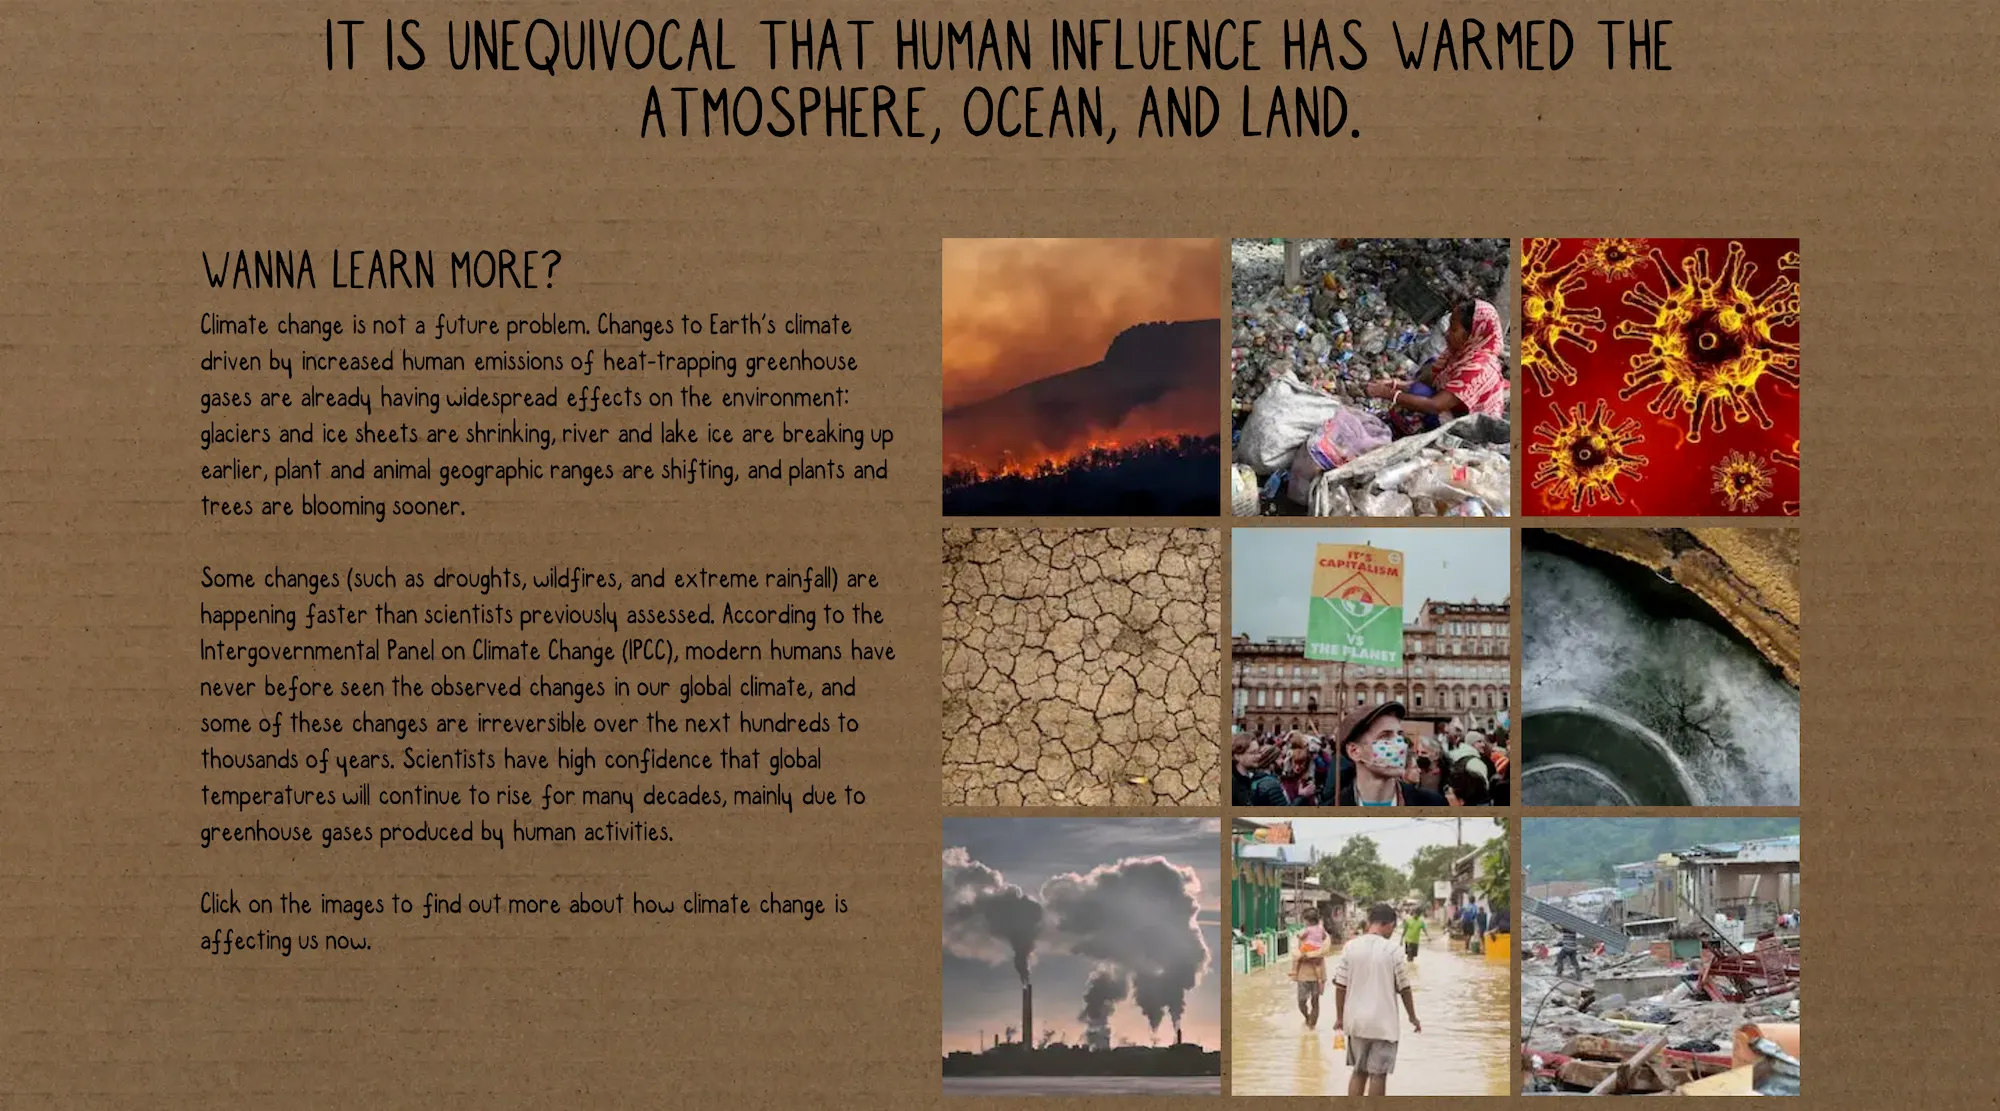 IT IS UNEQUIVOCAL THAT HUMAN INFLUENCE HAS WARMED THE
ATMOSPHERE, OCEAN, AND LAND.
WANNA LEARN MORE?
Climate change is not a future problem. Changes to Earth's climate
driven by increased human emissions of heat-trapping greenhouse
gases are already having widespread effects on the environment:
glaciers and ice sheets are shrinking, river and lake ice are breaking up
earlier, plant and animal geographic ranges are shifting, and plants and
trees are blooming sooner.
Some changes (such as droughts, wildfires, and extreme rainfall) are
happening faster than scientists previously assessed. According to the
Intergovernmental Panel on Climate Change (IPCC), modern humans have
never before seen the observed changes in our global climate, and
some of these changes are irreversible over the next hundreds to
thousands of years. Scientists have high confidence that global
temperatures will continue to rise for many decades, mainly due to
greenhouse gases produced by human activities.
Click on the images to find out more about how climate change is
affecting us now.
IT'S
CAPITALISM
VS
THE PLANET